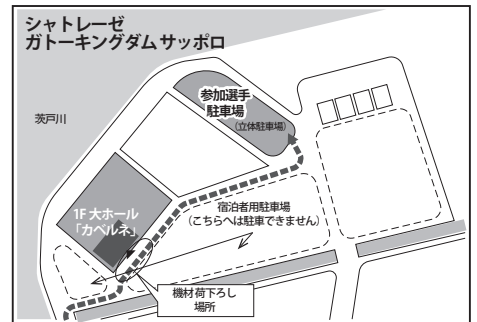 シャトレーゼ
ガトーキングダムサッポロ
茨戸川
参加選手
駐車場
(立体駐車場)
1F 大ホール
「カベルネ」
宿泊者用駐車場
(こちらへは駐車できません)
機材荷下ろし
場所